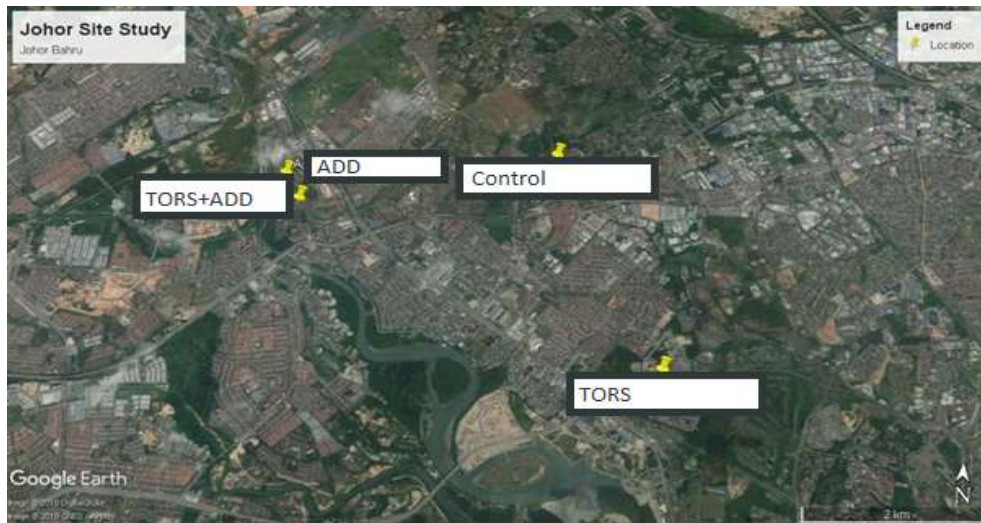 Johor Site Study
Johor Bahru
Legend
Location
ADD
Control
TORS+ADD
TORS
Google Earth
N
2 km